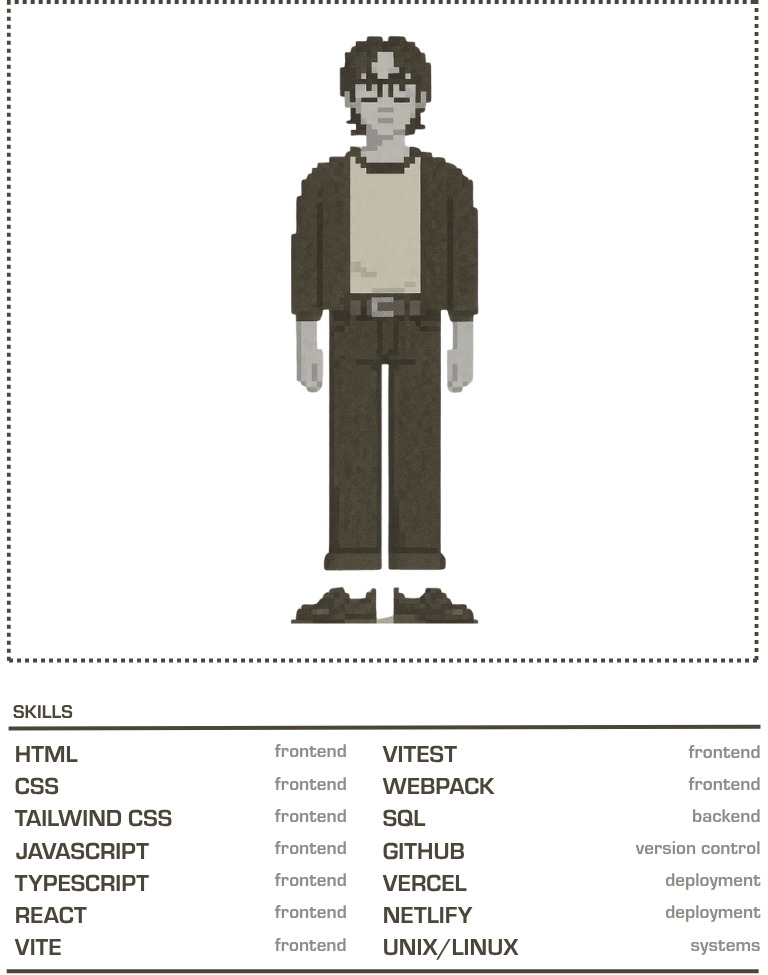 SKILLS
HTML frontend
CSS frontend
TAILWIND CSS frontend
JAVASCRIPT frontend
TYPESCRIPT frontend
REACT frontend
VITE frontend
VITEST frontend
WEBPACK frontend
SQL backend
GITHUB version control
VERCEL deployment
NETLIFY deployment
UNIX/LINUX systems